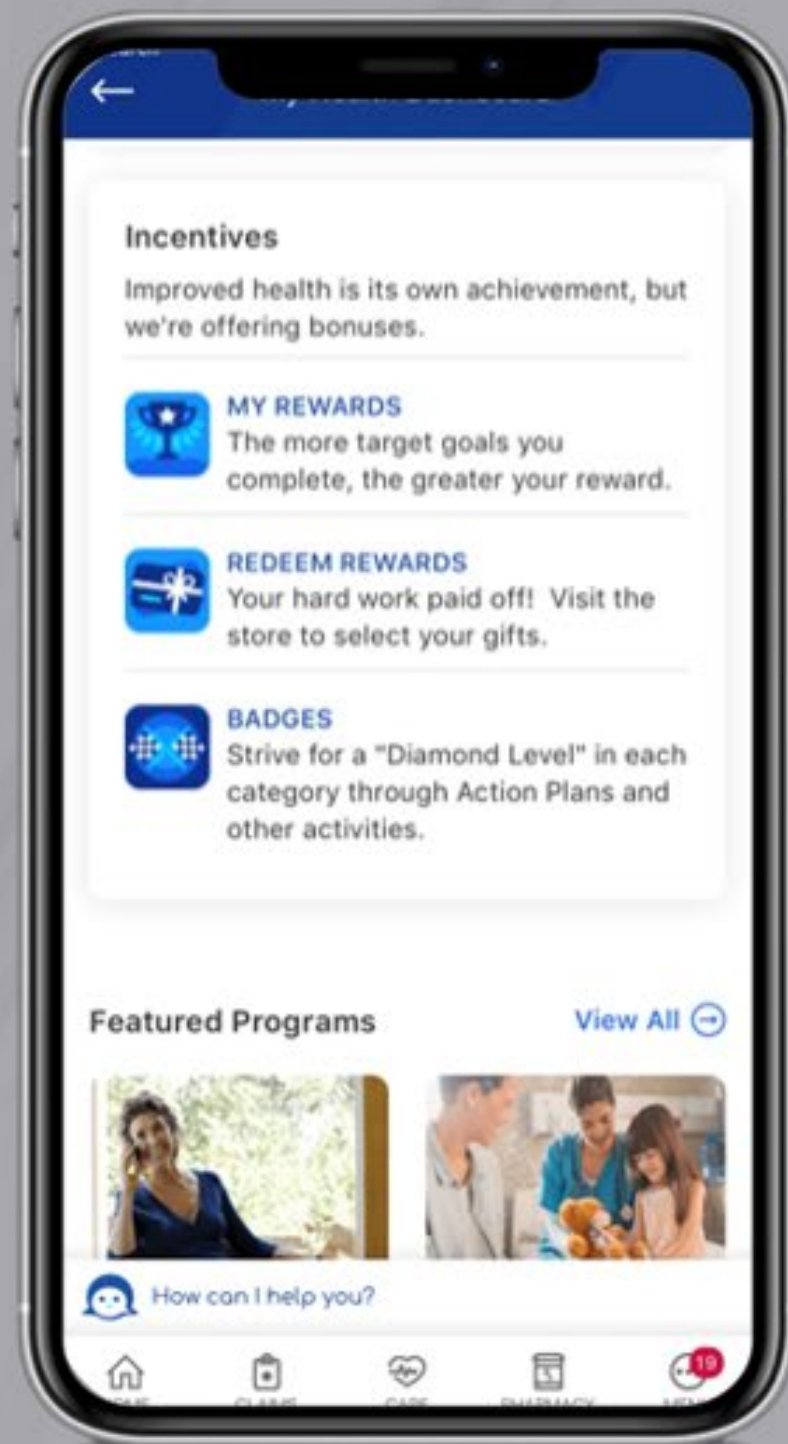 Incentives
Improved health is its own achievement, but
we're offering bonuses.
MY REWARDS
The more target goals you
complete, the greater your reward.
REDEEM REWARDS
Your hard work paid off!  Visit the
store to select your gifts.
BADGES
Strive for a "Diamond Level" in each
category through Action Plans and
other activities.
Featured Programs
View All
How can I help you?
19